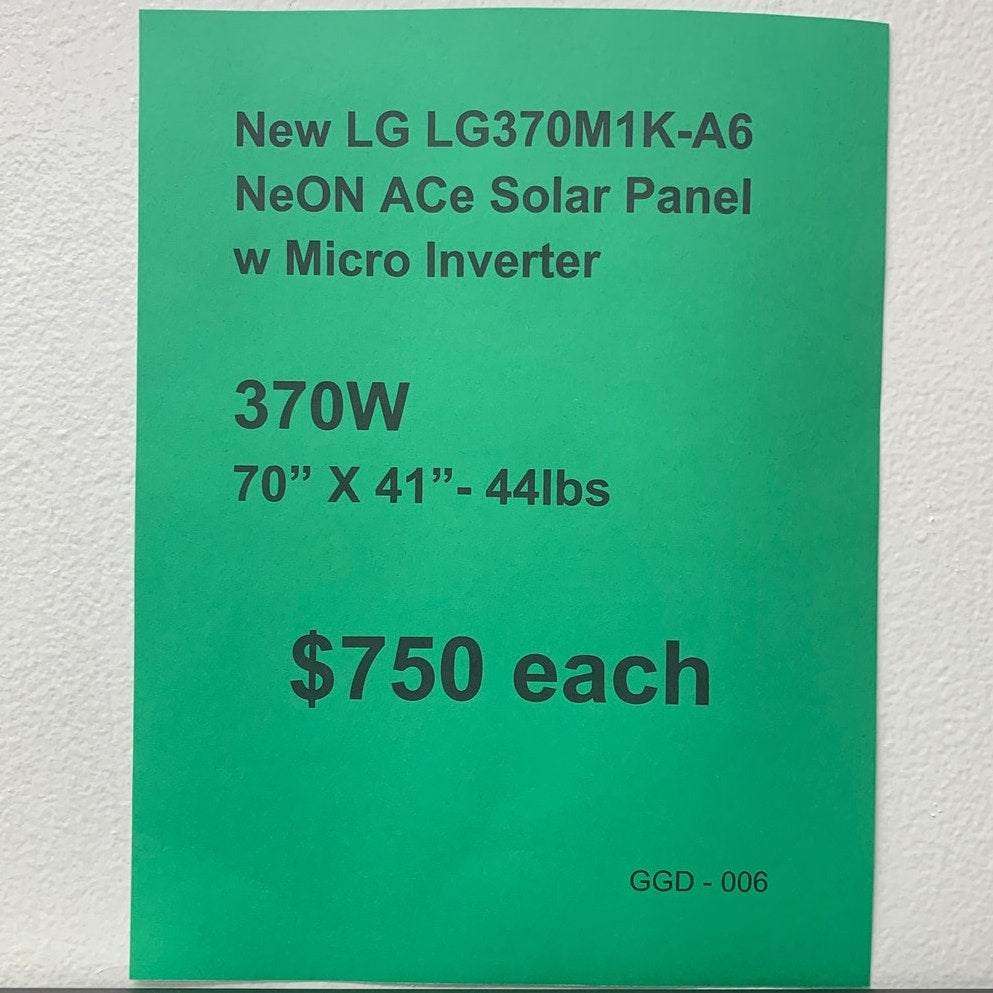 New LG LG370M1K-A6
NeON ACe Solar Panel
w Micro Inverter
370W
70” X 41”- 44lbs
$750 each
GGD - 006